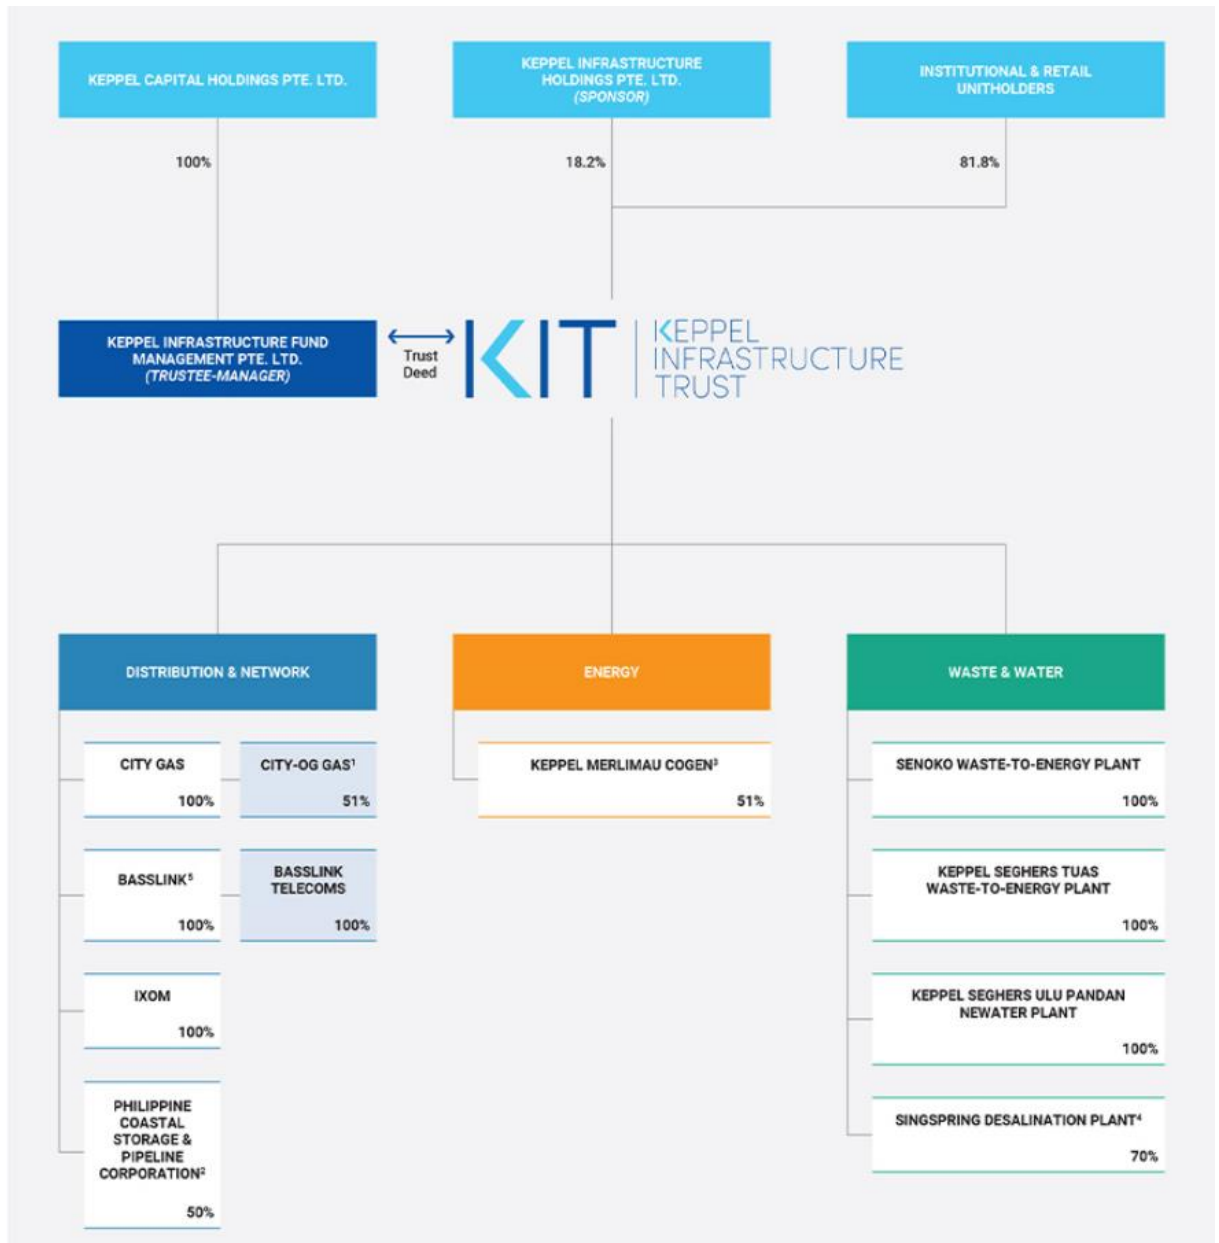 KEPPEL CAPITAL HOLDINGS PTE. LTD.
KEPPEL INFRASTRUCTURE
HOLDINGS PTE. LTD.
(SPONSOR)
INSTITUTIONAL & RETAIL
UNITHOLDERS
100%
18.2%
81.8%
KEPPEL INFRASTRUCTURE FUND
MANAGEMENT PTE. LTD.
(TRUSTEE-MANAGER)
Trust
Deed
KIT
KEPPEL
INFRASTRUCTURE
TRUST
DISTRIBUTION & NETWORK
CITY GAS
100%
CITY-OG GAS¹
51%
BASSLINK⁵
100%
BASSLINK
TELECOMS
100%
IXOM
100%
PHILIPPINE
COASTAL
STORAGE &
PIPELINE
CORPORATION²
50%
ENERGY
KEPPEL MERLIMAU COGEN³
51%
WASTE & WATER
SENOKO WASTE-TO-ENERGY PLANT
100%
KEPPEL SEGHERS TUAS
WASTE-TO-ENERGY PLANT
100%
KEPPEL SEGHERS ULU PANDAN
NEWATER PLANT
100%
SINGSPRING DESALINATION PLANT⁴
70%